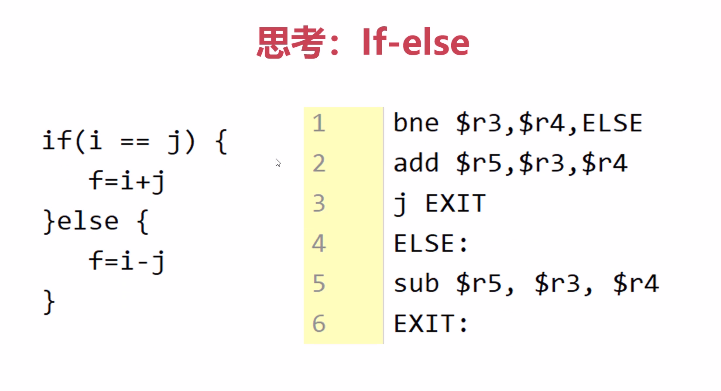 思考：If-else
if(i == j) {
f=i+j
}else {
f=i-j
}
1 bne $r3,$r4,ELSE
2 add $r5,$r3,$r4
3 j EXIT
4 ELSE:
5 sub $r5, $r3, $r4
6 EXIT: